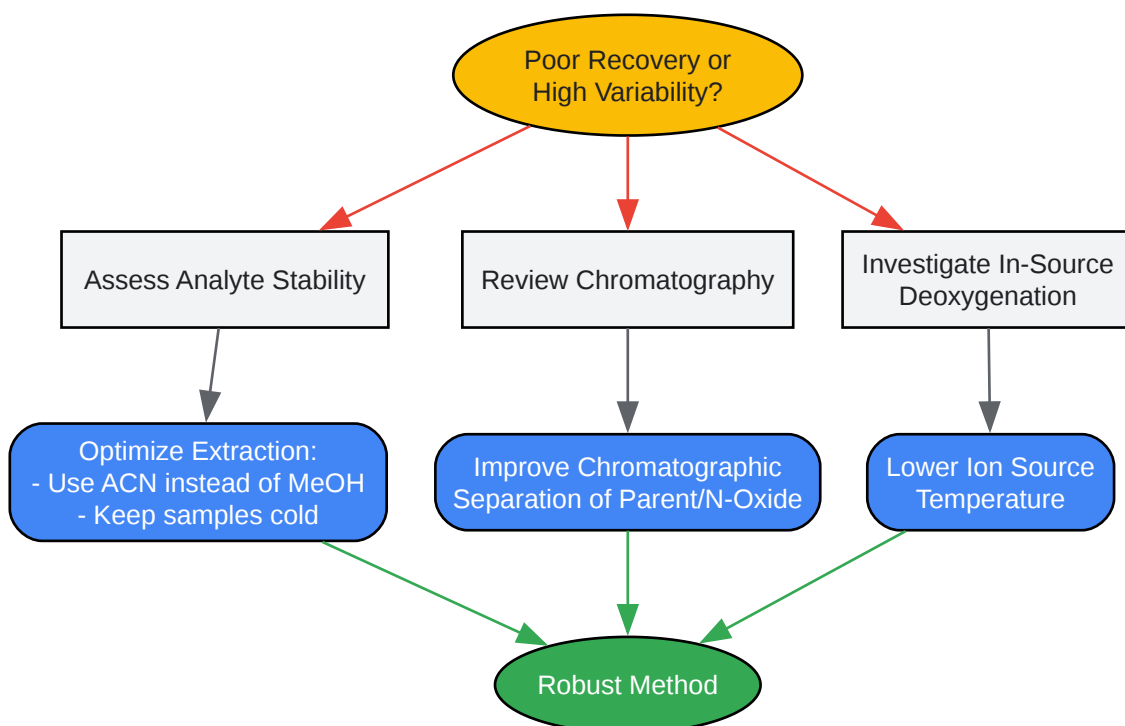 Poor Recovery or
High Variability?
Assess Analyte Stability
Review Chromatography
Investigate In-Source
Deoxygenation
Optimize Extraction:
- Use ACN instead of MeOH
- Keep samples cold
Improve Chromatographic
Separation of Parent/N-Oxide
Lower Ion Source
Temperature
Robust Method